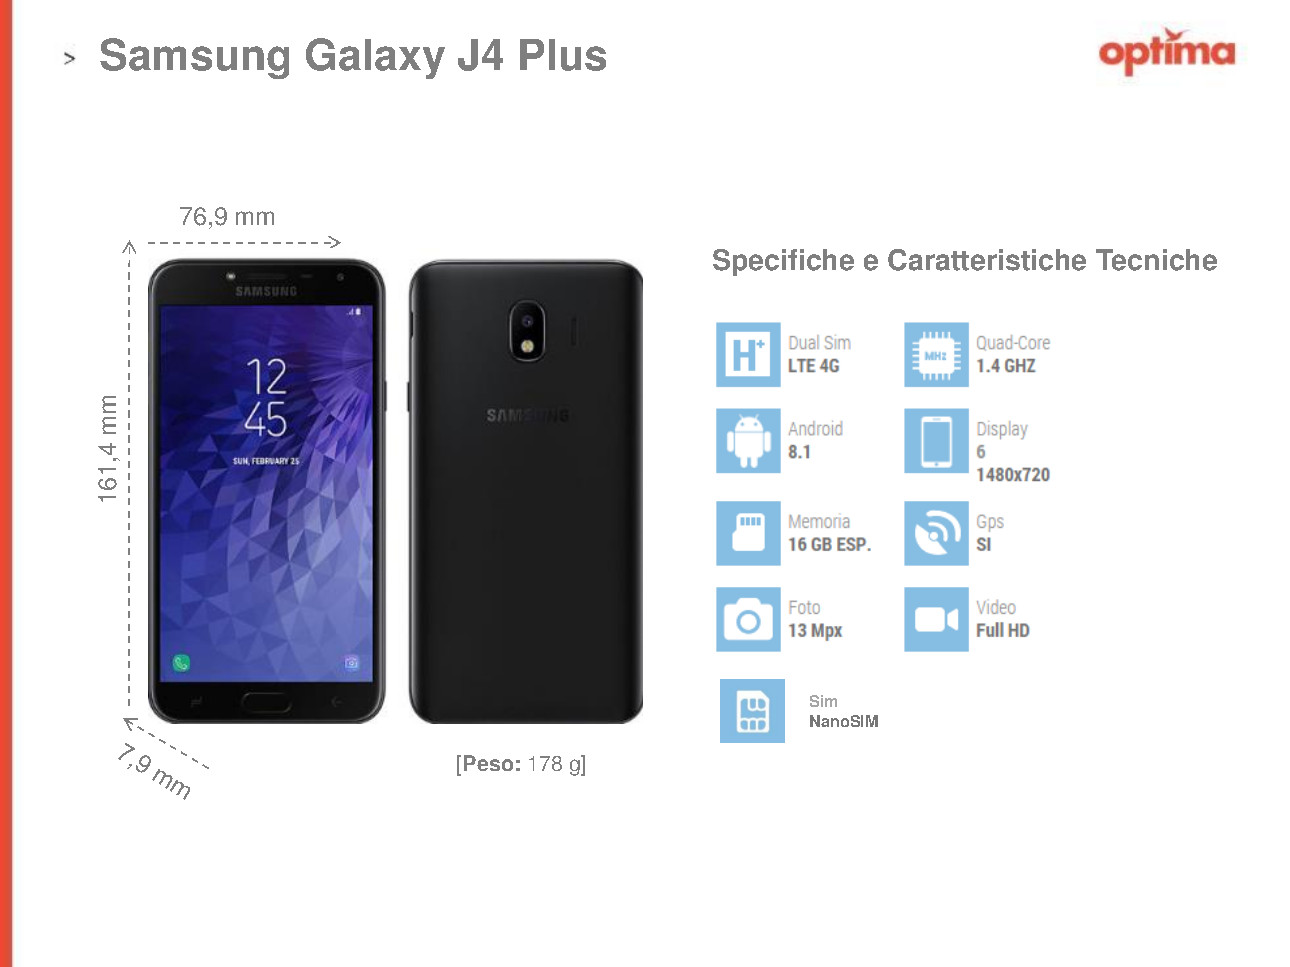 > Samsung Galaxy J4 Plus
optima
76,9 mm
161,4 mm
7,9 mm
SAMSUNG
12
45
SUN, FEBRUARY 25
SAMSUNG
[Peso: 178 g]
Specifiche e Caratteristiche Tecniche
H+
Dual Sim
LTE 4G
MHz
Quad-Core
1.4 GHZ
Android
8.1
Display
6
1480x720
Memoria
16 GB ESP.
Gps
SI
Foto
13 Mpx
Video
Full HD
Sim
NanoSIM